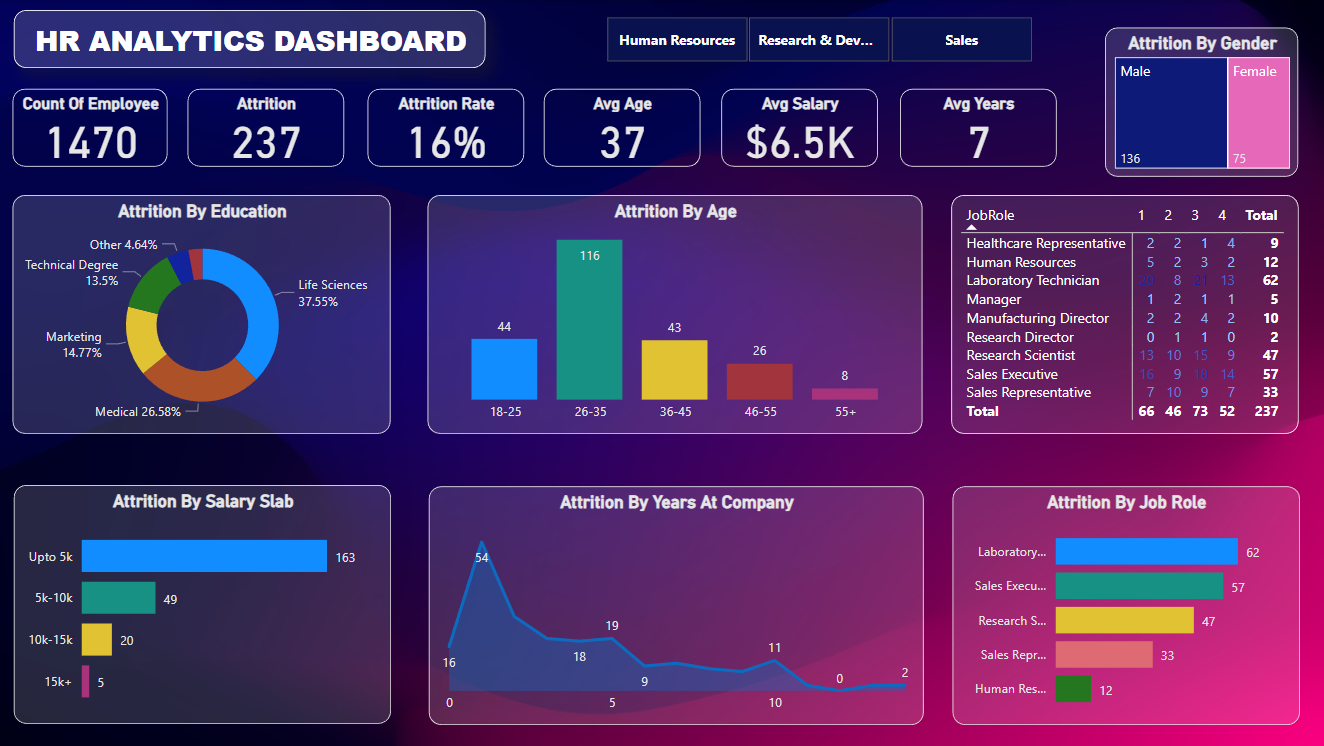 HR ANALYTICS DASHBOARD
Human Resources
Research & Dev...
Sales
Count Of Employee
1470
Attrition
237
Attrition Rate
16%
Avg Age
37
Avg Salary
$6.5K
Avg Years
7
Attrition By Gender
Male
Female
136
75
Attrition By Education
Other 4.64%
Technical Degree
13.5%
Life Sciences
37.55%
Marketing
14.77%
Medical 26.58%
Attrition By Age
116
44
43
26
8
18-25 26-35 36-45 46-55 55+
JobRole 1 2 3 4 Total
Healthcare Representative 2 2 1 4 9
Human Resources 5 2 3 2 12
Laboratory Technician 20 8 21 13 62
Manager 1 2 1 1 5
Manufacturing Director 2 2 4 2 10
Research Director 0 1 1 0 2
Research Scientist 13 10 15 9 47
Sales Executive 16 9 18 14 57
Sales Representative 7 10 9 7 33
Total 66 46 73 52 237
Attrition By Salary Slab
Upto 5k 163
5k-10k 49
10k-15k 20
15k+ 5
Attrition By Years At Company
54
19
16
18
11
9
0
2
0 5 10
Attrition By Job Role
Laboratory... 62
Sales Execu... 57
Research S... 47
Sales Repr... 33
Human Res... 12